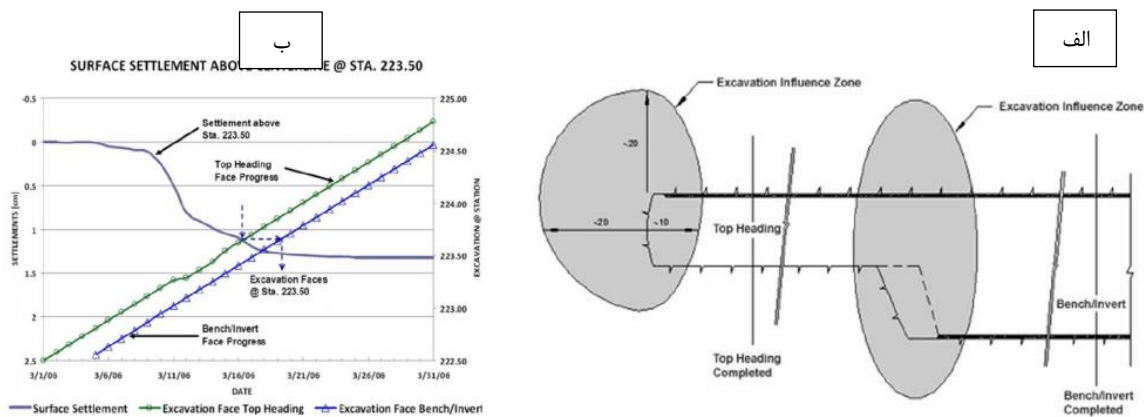 ب
SURFACE SETTLEMENT ABOVE CENTERLINE @ STA. 223.50
-0.5
0
0.5
1
1.5
2
2.5
SETTLEMENTS [cm]
225.00
224.50
224.00
223.50
223.00
222.50
EXCAVATION @ STATION
Settlement above
Sta. 223.50
Top Heading
Face Progress
Excavation Faces
@ Sta. 223.50
Bench/Invert
Face Progress
3/1/06 3/6/06 3/11/06 3/16/06 3/21/06 3/26/06 3/31/06
DATE
Surface Settlement Excavation Face Top Heading Excavation Face Bench/Invert
الف
Excavation Influence Zone
Excavation Influence Zone
~20
~20
~10
Top Heading
Bench/Invert
Top Heading
Completed
Bench/Invert
Completed